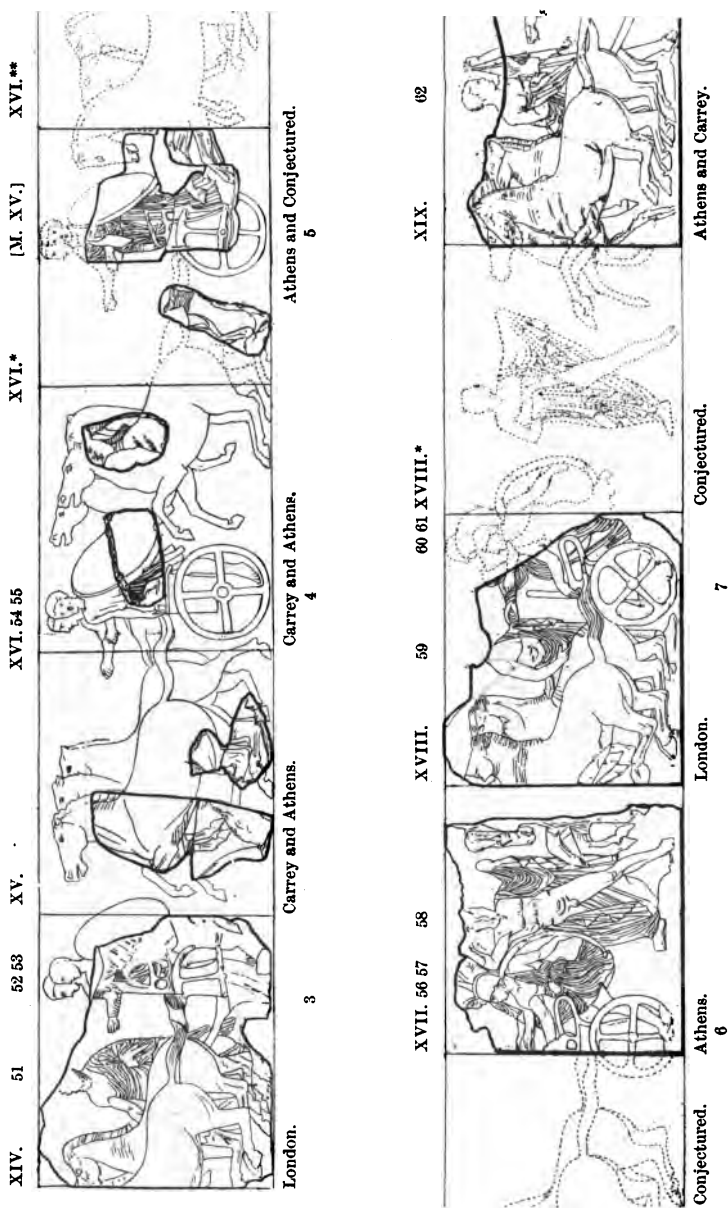 XIV. 51 52 53 XV. XVI. 54 55 XVI.* [M. XV.] XVI.**
London. Carrey and Athens. Carrey and Athens. Athens and Conjectured.
3 4 5
XVII. 56 57 58 XVIII. 59 60 61 XVIII.* XIX. 62
Conjectured. Athens. London. Conjectured. Athens and Carrey.
6 7